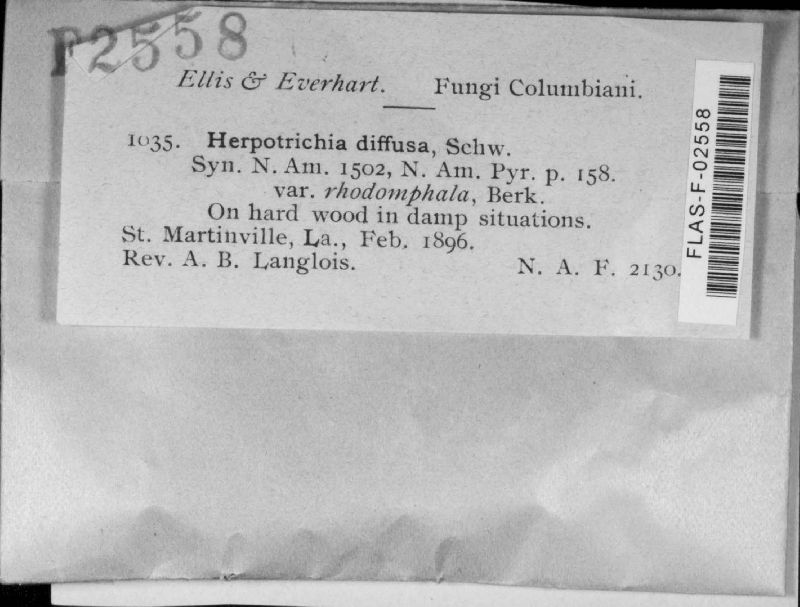 F2558
Ellis & Everhart. Fungi Columbiani.
1035. Herpotrichia diffusa, Schw.
Syn. N. Am. 1502, N. Am. Pyr. p. 158.
var. rhodomphala, Berk.
On hard wood in damp situations.
St. Martinville, La., Feb. 1896.
Rev. A. B. Langlois. N. A. F. 2130.
FLAS-F-02558